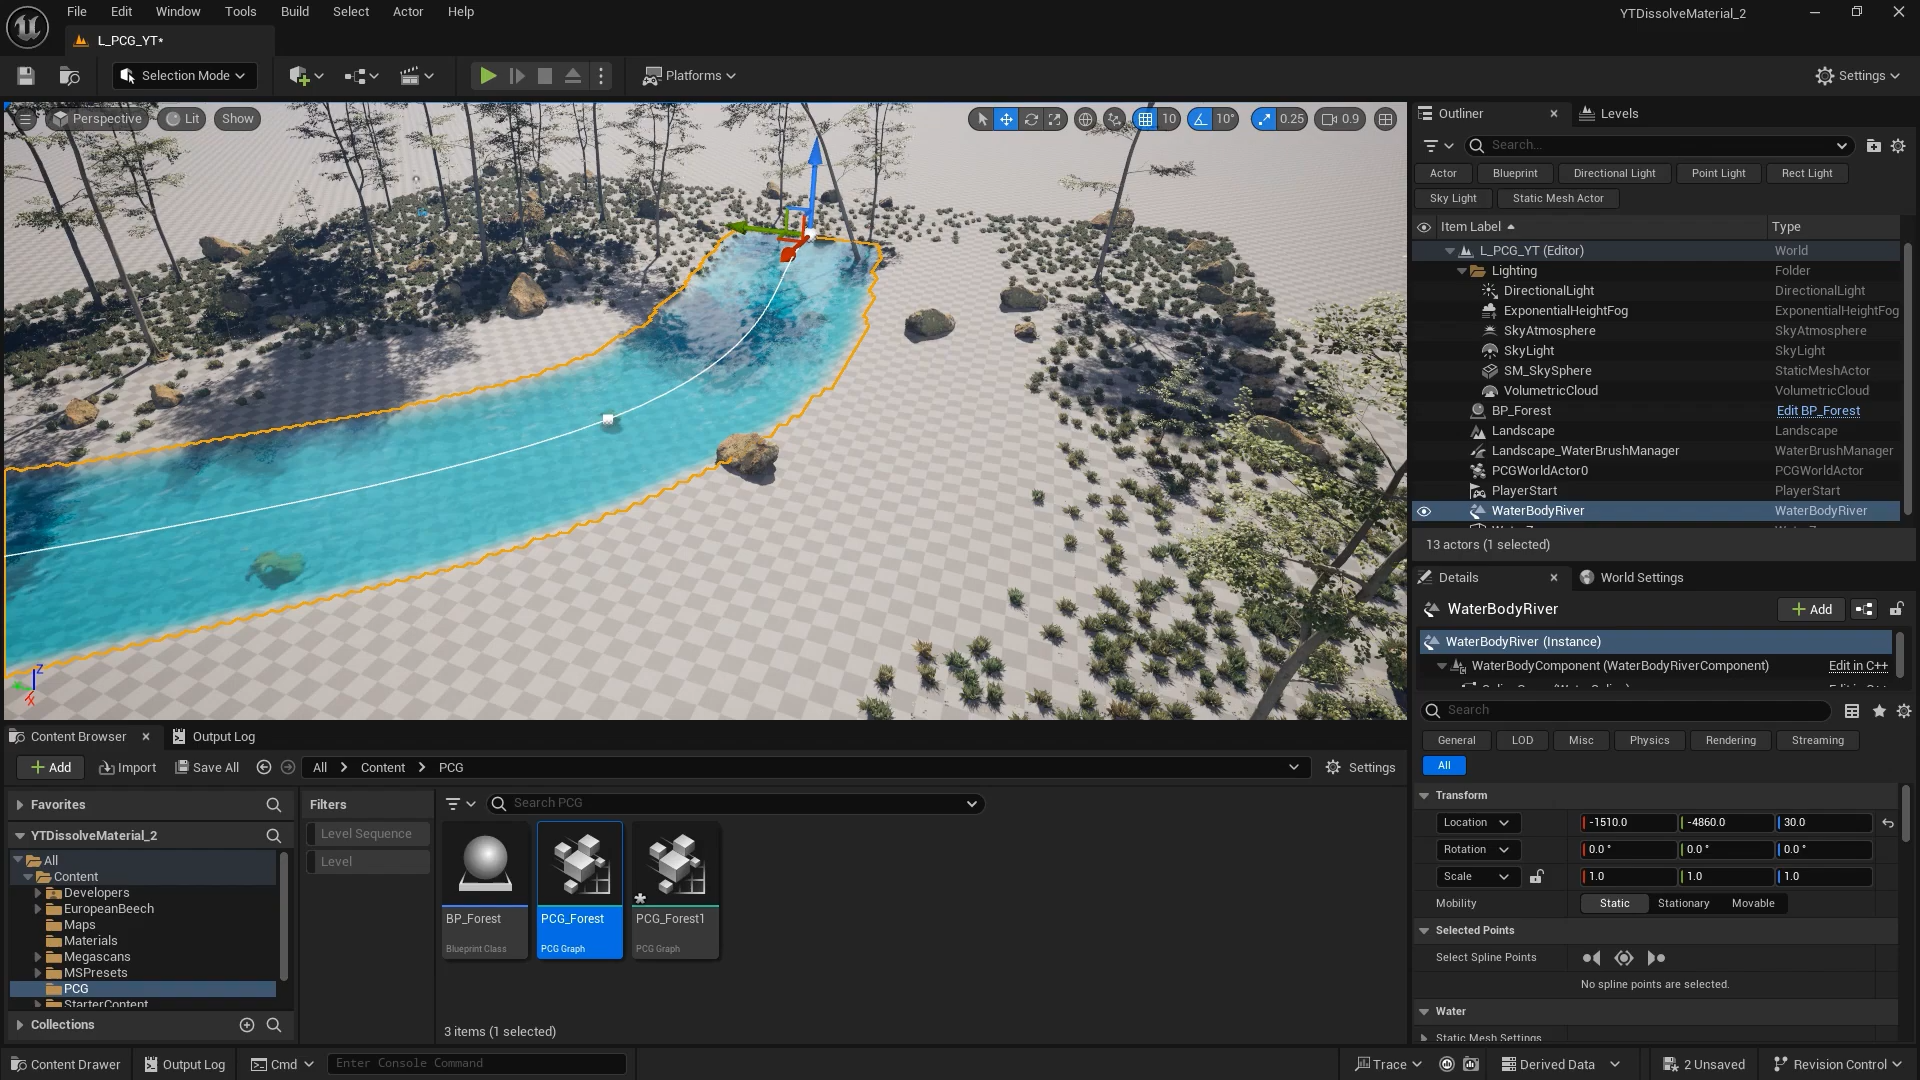 File Edit Window Tools Build Select Actor Help
YTDissolveMaterial_2
L_PCG_YT*
Selection Mode
Platforms
Settings
Perspective Lit Show
10 10° 0.25 0.9
Outliner Levels
Search...
Actor Blueprint Directional Light Point Light Rect Light
Sky Light Static Mesh Actor
Item Label Type
L_PCG_YT (Editor) World
Lighting Folder
DirectionalLight DirectionalLight
ExponentialHeightFog ExponentialHeightFog
SkyAtmosphere SkyAtmosphere
SkyLight SkyLight
SM_SkySphere StaticMeshActor
VolumetricCloud VolumetricCloud
BP_Forest Edit BP_Forest
Landscape Landscape
Landscape_WaterBrushManager WaterBrushManager
PCGWorldActor0 PCGWorldActor
PlayerStart PlayerStart
WaterBodyRiver WaterBodyRiver
13 actors (1 selected)
Details World Settings
WaterBodyRiver
Add
WaterBodyRiver (Instance)
WaterBodyComponent (WaterBodyRiverComponent) Edit in C++
Search
General LOD Misc Physics Rendering Streaming
All
Transform
Location -1510.0 -4860.0 30.0
Rotation 0.0 ° 0.0 ° 0.0 °
Scale 1.0 1.0 1.0
Mobility Static Stationary Movable
Selected Points
Select Spline Points
No spline points are selected.
Water
Static Mesh Settings
Z
X
Content Browser Output Log
Add Import Save All All Content PCG Settings
Favorites
YTDissolveMaterial_2
All
Content
Developers
EuropeanBeech
Maps
Materials
Megascans
MSPresets
PCG
StarterContent
Collections
Filters
Level Sequence
Level
Search PCG
BP_Forest
Blueprint Class
PCG_Forest
PCG Graph
PCG_Forest1
PCG Graph
3 items (1 selected)
Content Drawer Output Log Cmd Enter Console Command Trace Derived Data 2 Unsaved Revision Control